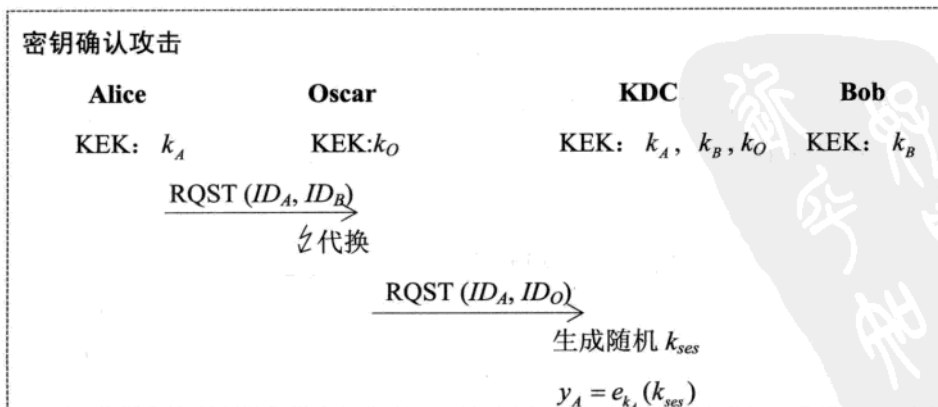 密钥确认攻击
Alice Oscar KDC Bob
KEK： k_A KEK:k_O KEK： k_A, k_B, k_O KEK： k_B
RQST (ID_A, ID_B)
代换
RQST (ID_A, ID_O)
生成随机 k_ses
y_A = e_{k_A}(k_ses)